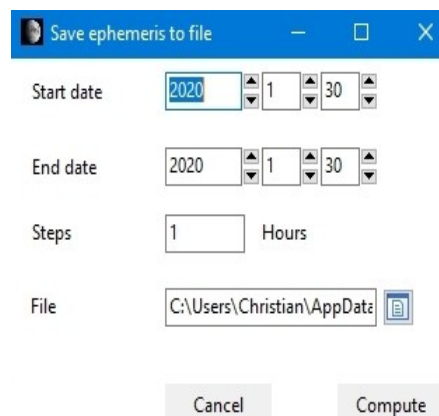 Save ephemeris to file
Start date 2020 1 30
End date 2020 1 30
Steps 1 Hours
File C:\Users\Christian\AppData
Cancel Compute